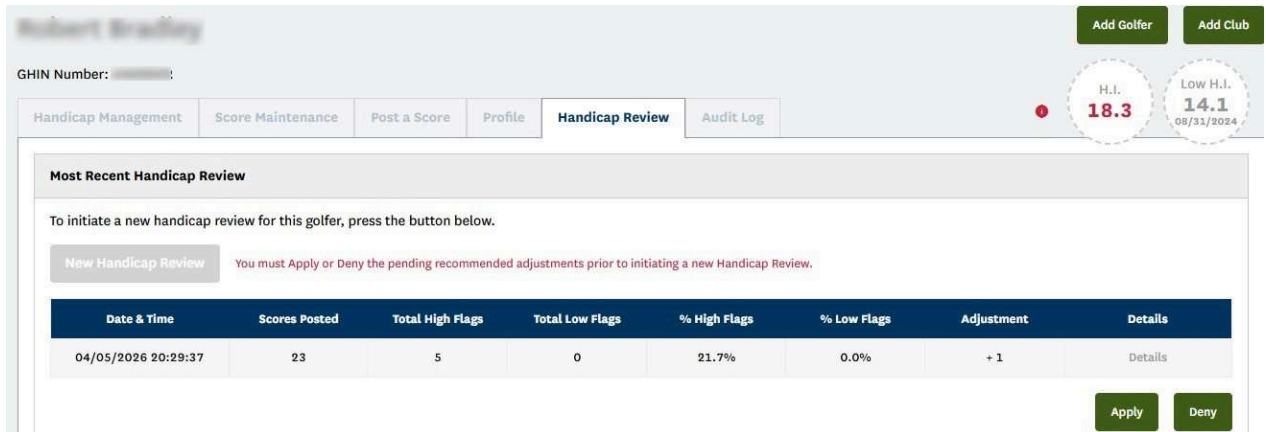 Add Golfer
Add Club
GHIN Number:
H.I.
18.3
Low H.I.
14.1
08/31/2024
Handicap Management
Score Maintenance
Post a Score
Profile
Handicap Review
Audit Log
Most Recent Handicap Review
To initiate a new handicap review for this golfer, press the button below.
New Handicap Review
You must Apply or Deny the pending recommended adjustments prior to initiating a new Handicap Review.
Date & Time Scores Posted Total High Flags Total Low Flags % High Flags % Low Flags Adjustment Details
04/05/2026 20:29:37 23 5 0 21.7% 0.0% + 1 Details
Apply
Deny